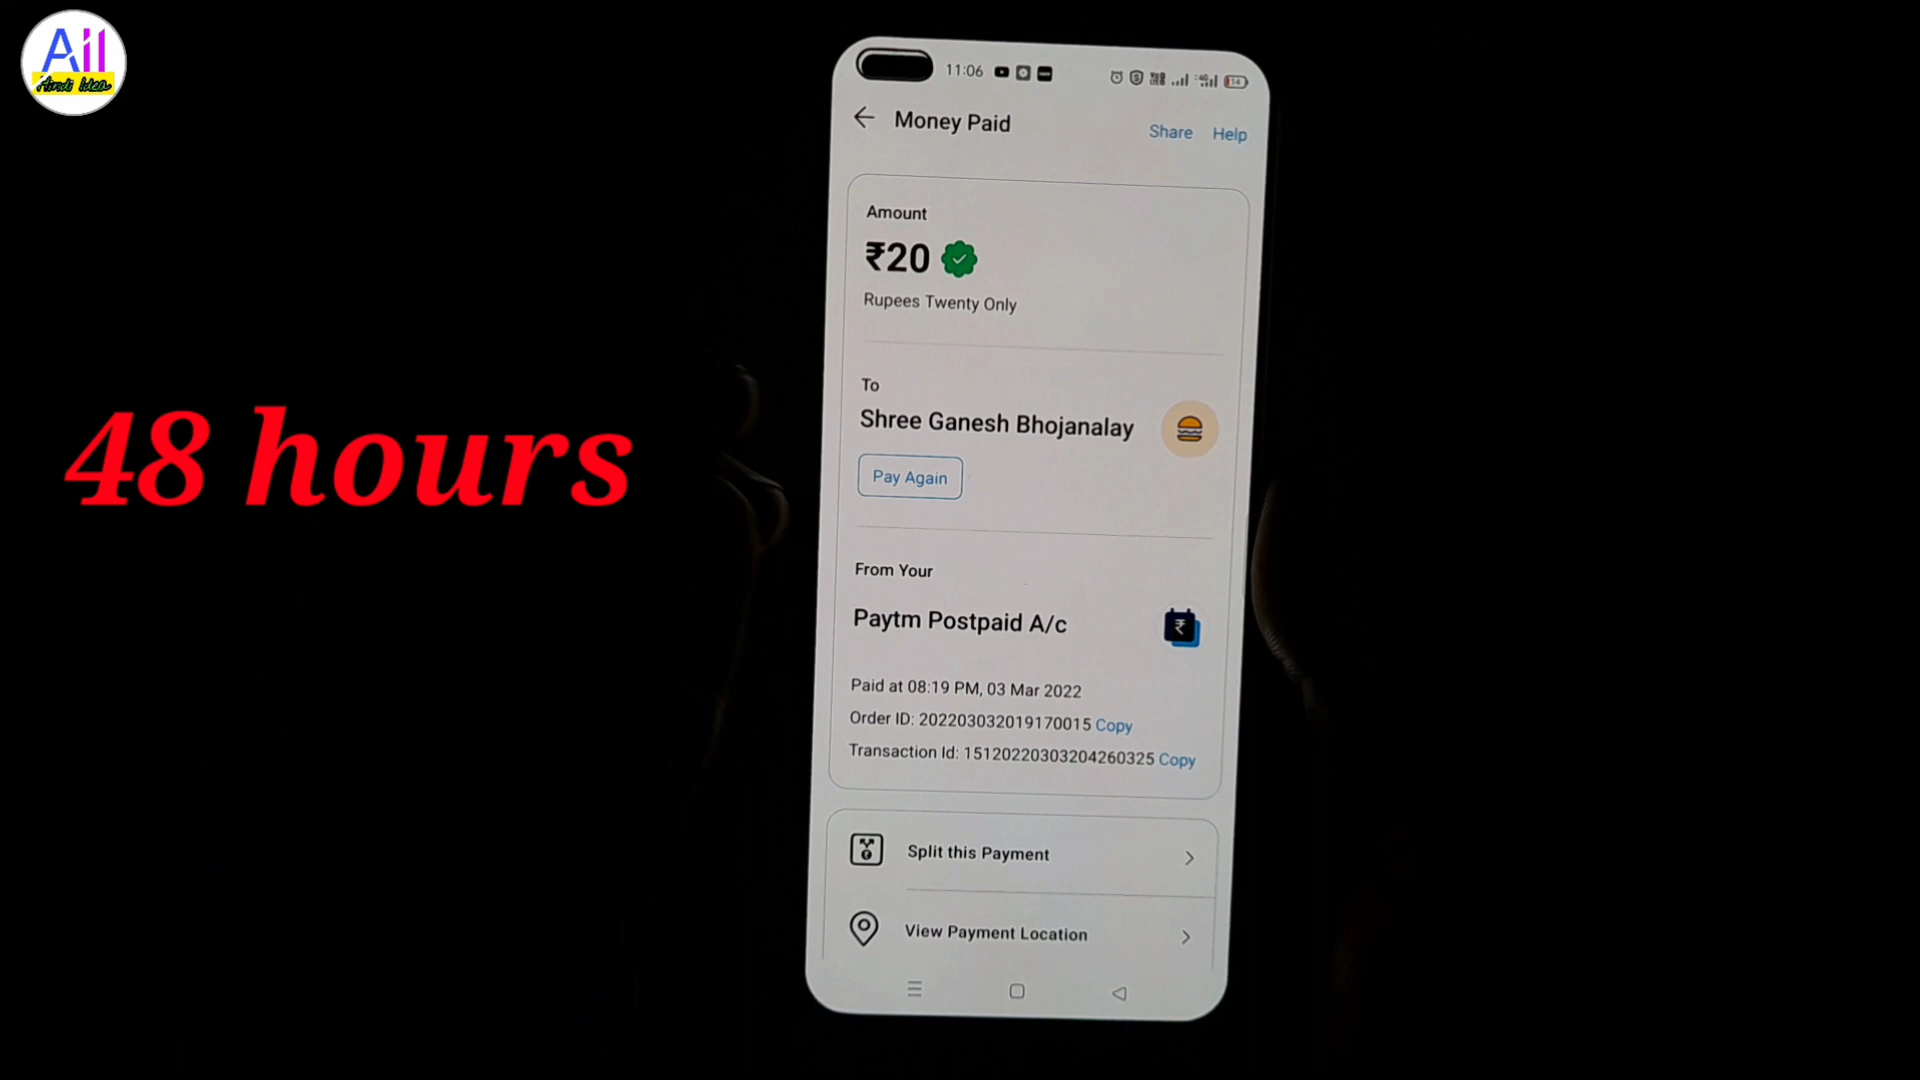 All
Hindi Idea
48 hours
11:06
14
Money Paid
Share Help
Amount
₹20
Rupees Twenty Only
To
Shree Ganesh Bhojanalay
Pay Again
From Your
Paytm Postpaid A/c
₹
Paid at 08:19 PM, 03 Mar 2022
Order ID: 202203032019170015 Copy
Transaction Id: 15120220303204260325 Copy
Split this Payment
View Payment Location